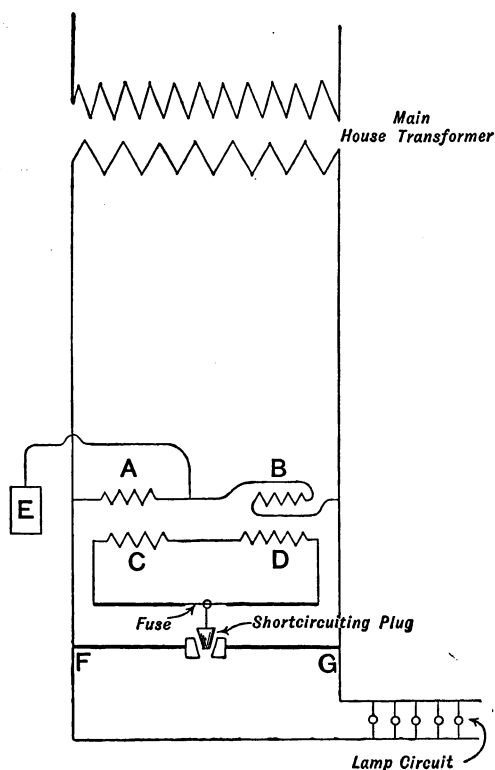 Main
House Transformer
A
B
E
C
D
Fuse
Shortcircuiting Plug
F
G
Lamp Circuit